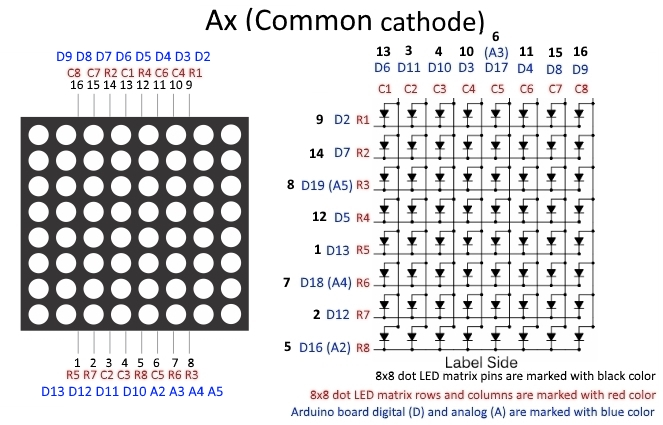 Ax (Common cathode)
D9 D8 D7 D6 D5 D4 D3 D2
C8 C7 R2 C1 R4 C6 C4 R1
16 15 14 13 12 11 10 9
1 2 3 4 5 6 7 8
R5 R7 C2 C3 R8 C5 R6 R3
D13 D12 D11 D10 A2 A3 A4 A5
13 3 4 10 6 11 15 16
(A3)
D6 D11 D10 D3 D17 D4 D8 D9
C1 C2 C3 C4 C5 C6 C7 C8
9 D2 R1
14 D7 R2
8 D19 (A5) R3
12 D5 R4
1 D13 R5
7 D18 (A4) R6
2 D12 R7
5 D16 (A2) R8
Label Side
8x8 dot LED matrix pins are marked with black color
8x8 dot LED matrix rows and columns are marked with red color
Arduino board digital (D) and analog (A) are marked with blue color